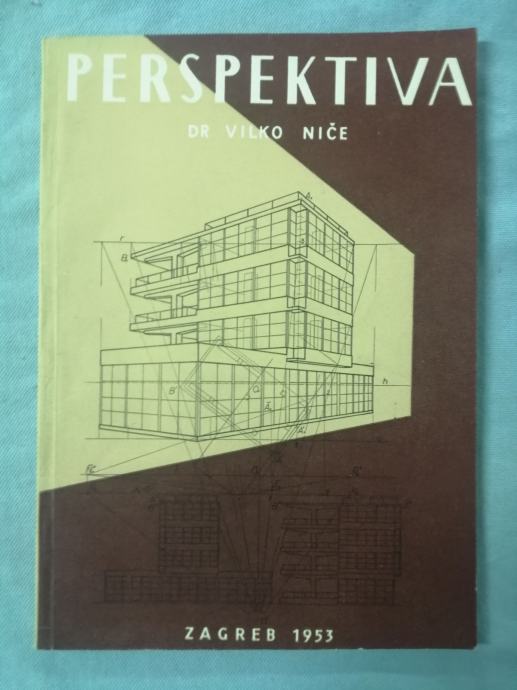 PERSPEKTIVA
DR VILKO NIČE
ZAGREB 1953